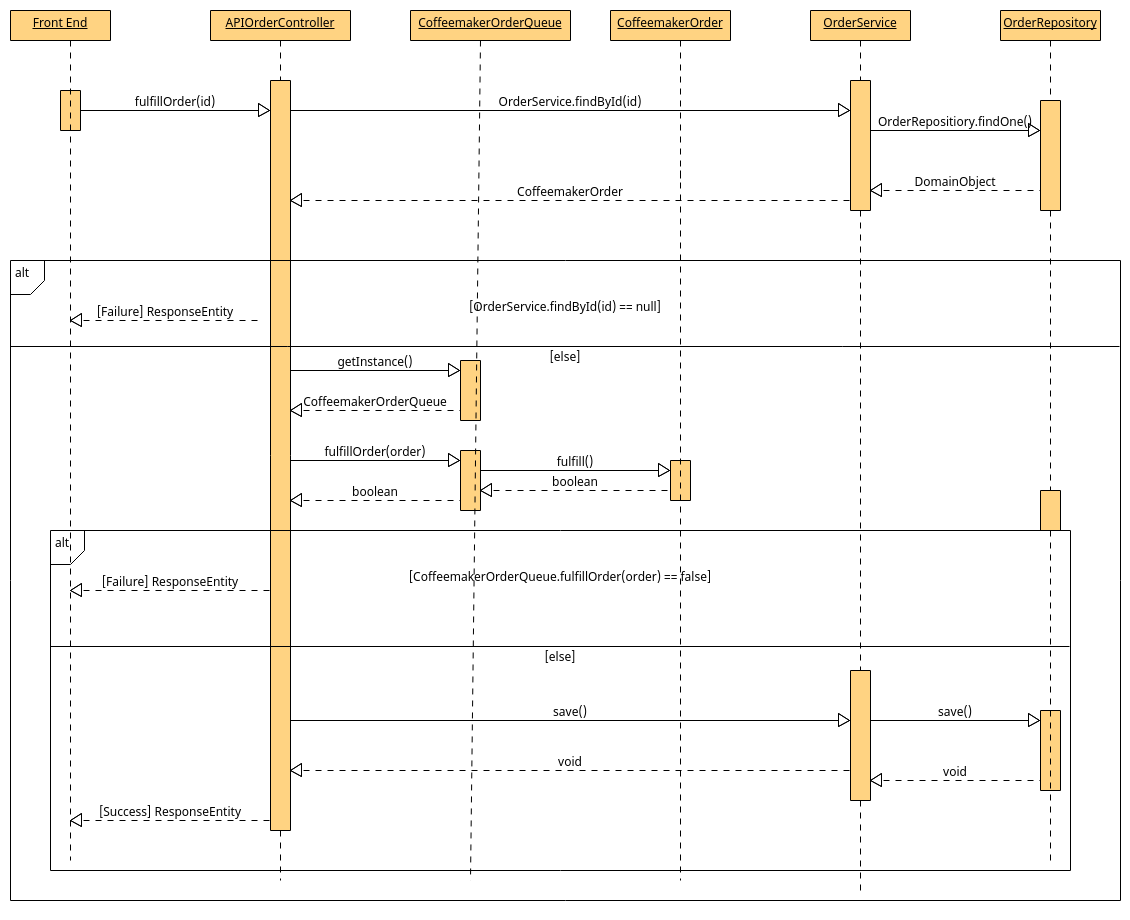 Front End
APIOrderController
CoffeemakerOrderQueue
CoffeemakerOrder
OrderService
OrderRepository
fulfillOrder(id)
OrderService.findById(id)
OrderRepositiory.findOne()
DomainObject
CoffeemakerOrder
alt
[OrderService.findById(id) == null]
[Failure] ResponseEntity
[else]
getInstance()
CoffeemakerOrderQueue
fulfillOrder(order)
fulfill()
boolean
boolean
alt
[CoffeemakerOrderQueue.fulfillOrder(order) == false]
[Failure] ResponseEntity
[else]
save()
save()
void
void
[Success] ResponseEntity